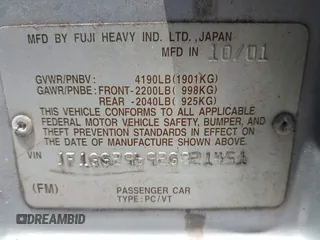 MFD BY FUJI HEAVY IND. LTD., JAPAN
MFD IN 10/01
GVWR/PNBV: 4190LB(1901KG)
GAWR/PNBE: FRONT-2200LB( 998KG)
REAR -2040LB( 925KG)
THIS VEHICLE CONFORMS TO ALL APPLICABLE
FEDERAL MOTOR VEHICLE SAFETY, BUMPER, AND
THEFT PREVENTION STANDARDS IN EFFECT ON THE
DATE OF MANUFACTURE SHOWN ABOVE.
VIN
(FM)
PASSENGER CAR
TYPE: PC/VT
DREAMBID